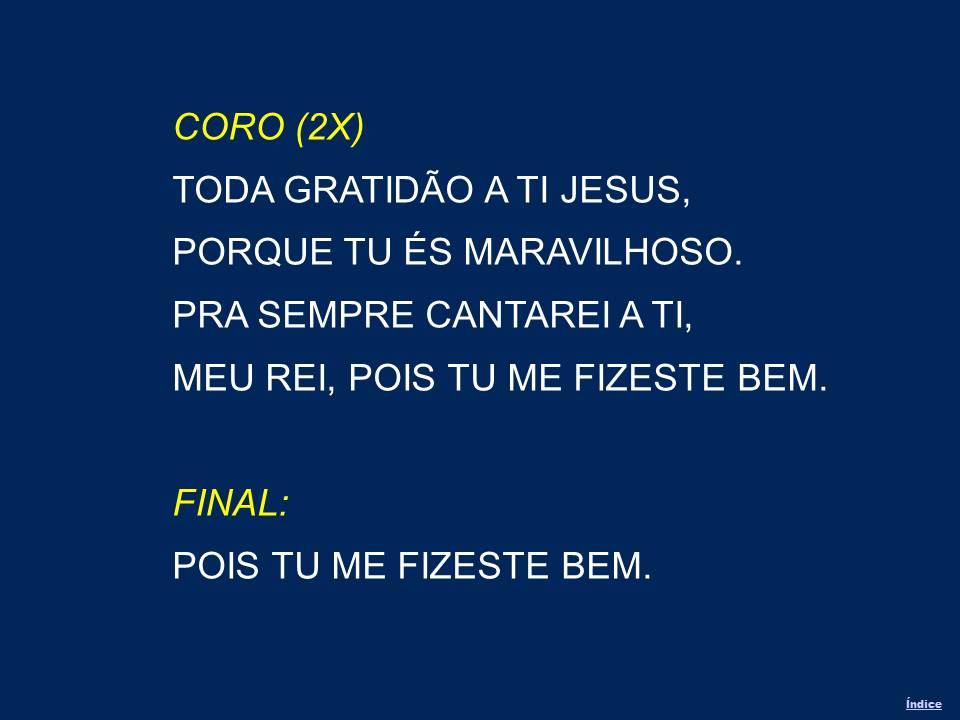 CORO (2X)
TODA GRATIDÃO A TI JESUS,
PORQUE TU ÉS MARAVILHOSO.
PRA SEMPRE CANTAREI A TI,
MEU REI, POIS TU ME FIZESTE BEM.
FINAL:
POIS TU ME FIZESTE BEM.
Índice